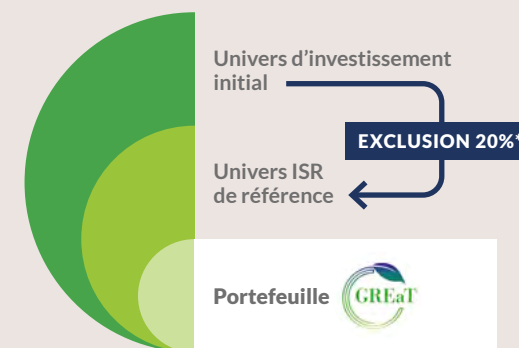 Univers d’investissement
initial
EXCLUSION 20%*
Univers ISR
de référence
Portefeuille
GREaT